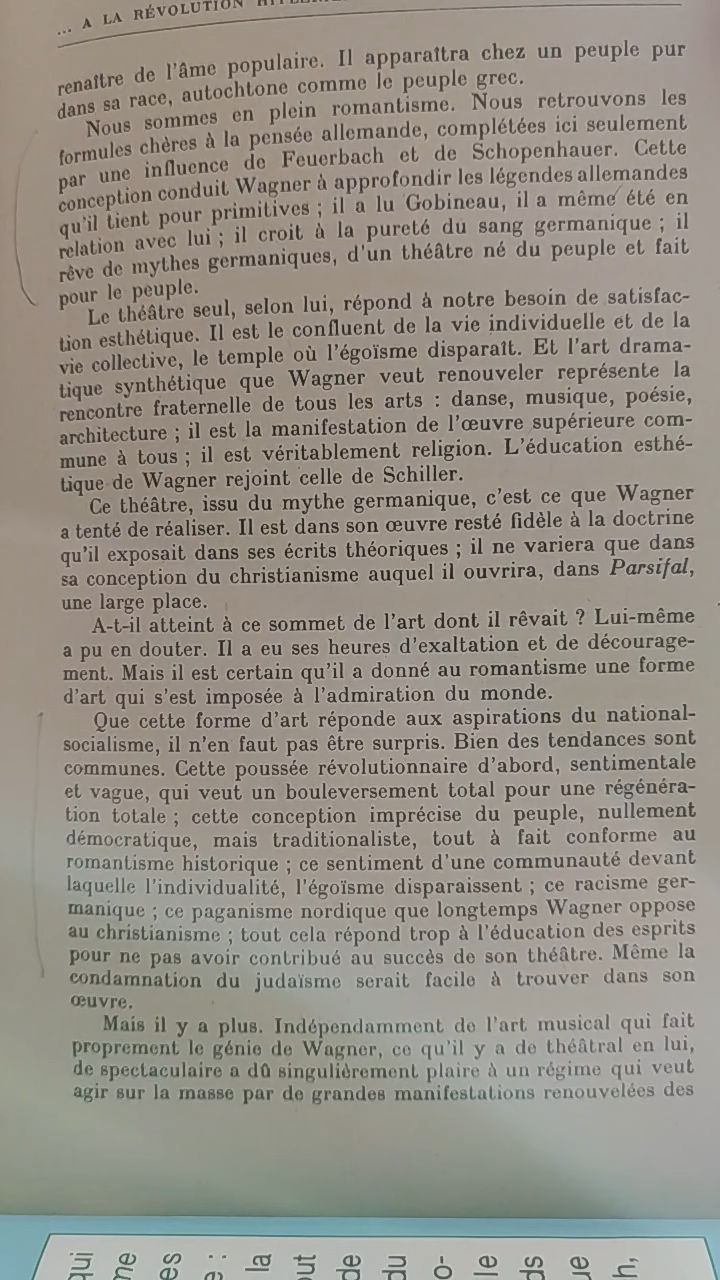 ... A LA RÉVOLUTION
renaître de l'âme populaire. Il apparaîtra chez un peuple pur
dans sa race, autochtone comme le peuple grec.
Nous sommes en plein romantisme. Nous retrouvons les
formules chères à la pensée allemande, complétées ici seulement
par une influence de Feuerbach et de Schopenhauer. Cette
conception conduit Wagner à approfondir les légendes allemandes
qu'il tient pour primitives ; il a lu Gobineau, il a même été en
relation avec lui ; il croit à la pureté du sang germanique ; il
rêve de mythes germaniques, d'un théâtre né du peuple et fait
pour le peuple.
Le théâtre seul, selon lui, répond à notre besoin de satisfac-
tion esthétique. Il est le confluent de la vie individuelle et de la
vie collective, le temple où l'égoïsme disparaît. Et l'art drama-
tique synthétique que Wagner veut renouveler représente la
rencontre fraternelle de tous les arts : danse, musique, poésie,
architecture ; il est la manifestation de l'œuvre supérieure com-
mune à tous ; il est véritablement religion. L'éducation esthé-
tique de Wagner rejoint celle de Schiller.
Ce théâtre, issu du mythe germanique, c'est ce que Wagner
a tenté de réaliser. Il est dans son œuvre resté fidèle à la doctrine
qu'il exposait dans ses écrits théoriques ; il ne variera que dans
sa conception du christianisme auquel il ouvrira, dans Parsifal,
une large place.
A-t-il atteint à ce sommet de l'art dont il rêvait ? Lui-même
a pu en douter. Il a eu ses heures d'exaltation et de décourage-
ment. Mais il est certain qu'il a donné au romantisme une forme
d'art qui s'est imposée à l'admiration du monde.
Que cette forme d'art réponde aux aspirations du national-
socialisme, il n'en faut pas être surpris. Bien des tendances sont
communes. Cette poussée révolutionnaire d'abord, sentimentale
et vague, qui veut un bouleversement total pour une régénéra-
tion totale ; cette conception imprécise du peuple, nullement
démocratique, mais traditionaliste, tout à fait conforme au
romantisme historique ; ce sentiment d'une communauté devant
laquelle l'individualité, l'égoïsme disparaissent ; ce racisme ger-
manique ; ce paganisme nordique que longtemps Wagner oppose
au christianisme ; tout cela répond trop à l'éducation des esprits
pour ne pas avoir contribué au succès de son théâtre. Même la
condamnation du judaïsme serait facile à trouver dans son
œuvre.
Mais il y a plus. Indépendamment de l'art musical qui fait
proprement le génie de Wagner, ce qu'il y a de théâtral en lui,
de spectaculaire a dû singulièrement plaire à un régime qui veut
agir sur la masse par de grandes manifestations renouvelées des
qui
me
es
e :
la
out
de
du
o-
le
ds
ue
h,